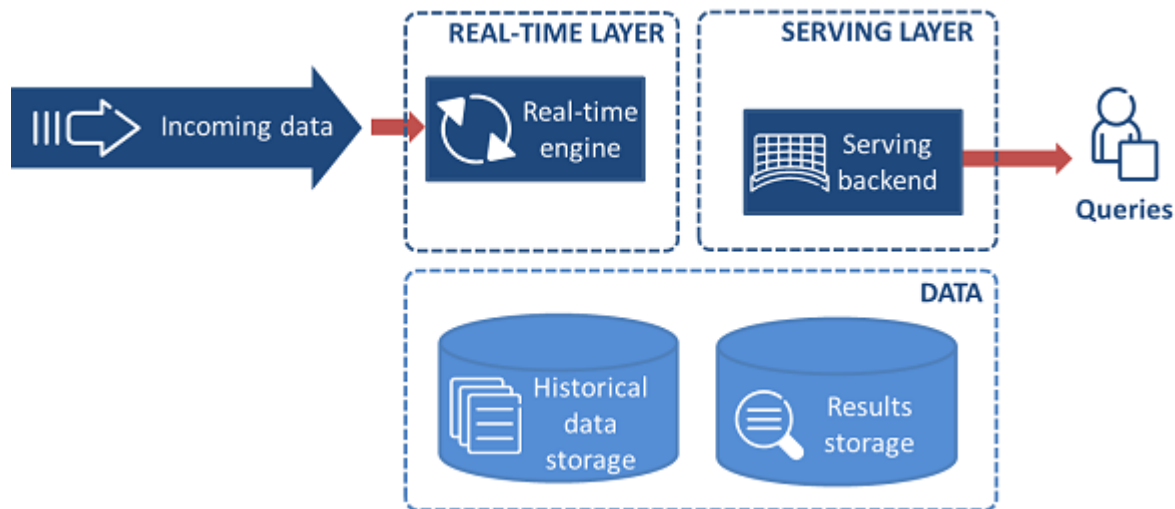 REAL-TIME LAYER
SERVING LAYER
Incoming data
Real-time
engine
Serving
backend
Queries
DATA
Historical
data
storage
Results
storage